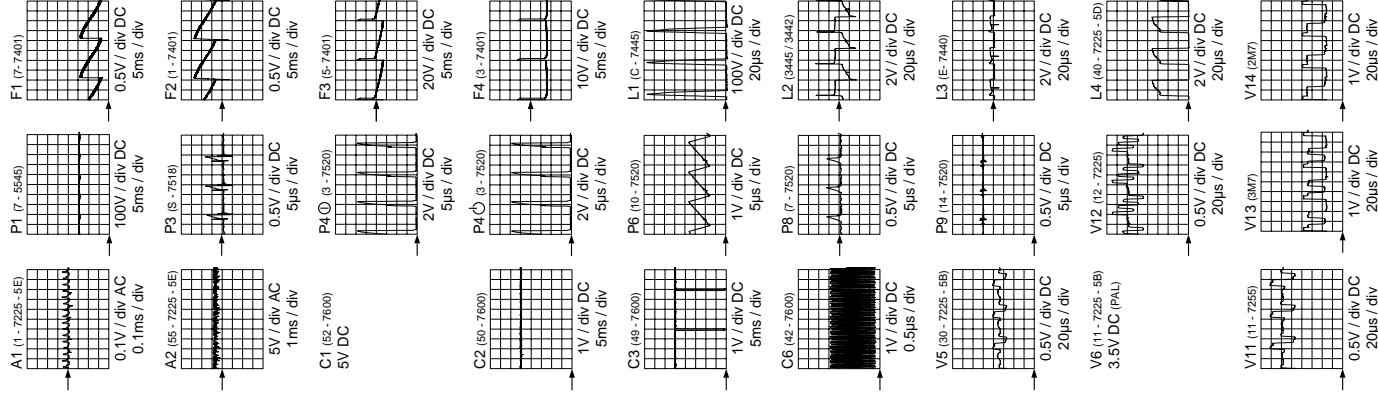 A1 (1 - 7225 - 5E)
0.1V / div AC
0.1ms / div
A2 (55 - 7225 - 5E)
5V / div AC
1ms / div
C1 (52 - 7600)
5V DC
C2 (50 - 7600)
1V / div DC
5ms / div
C3 (49 - 7600)
1V / div DC
5ms / div
C6 (42 - 7600)
1V / div DC
0.5µs / div
V5 (30 - 7225 - 5B)
0.5V / div DC
20µs / div
V6 (11 - 7225 - 5B)
3.5V DC (PAL)
V11 (11 - 7255)
0.5V / div DC
20µs / div
P1 (7 - 5545)
100V / div DC
5ms / div
P3 (S - 7518)
0.5V / div DC
5µs / div
P4 (3 - 7520)
2V / div DC
5µs / div
P4 (3 - 7520)
2V / div DC
5µs / div
P6 (10 - 7520)
1V / div DC
5µs / div
P8 (7 - 7520)
0.5V / div DC
5µs / div
P9 (14 - 7520)
0.5V / div DC
5µs / div
V12 (12 - 7225)
0.5V / div DC
20µs / div
V13 (3M7)
1V / div DC
20µs / div
F1 (7 - 7401)
0.5V / div DC
5ms / div
F2 (1 - 7401)
0.5V / div DC
5ms / div
F3 (5 - 7401)
20V / div DC
5ms / div
F4 (3 - 7401)
10V / div DC
5ms / div
L1 (C - 7445)
100V / div DC
20µs / div
L2 (3445 / 3442)
2V / div DC
20µs / div
L3 (E - 7440)
2V / div DC
20µs / div
L4 (40 - 7225 - 5D)
2V / div DC
20µs / div
V14 (2M7)
1V / div DC
20µs / div